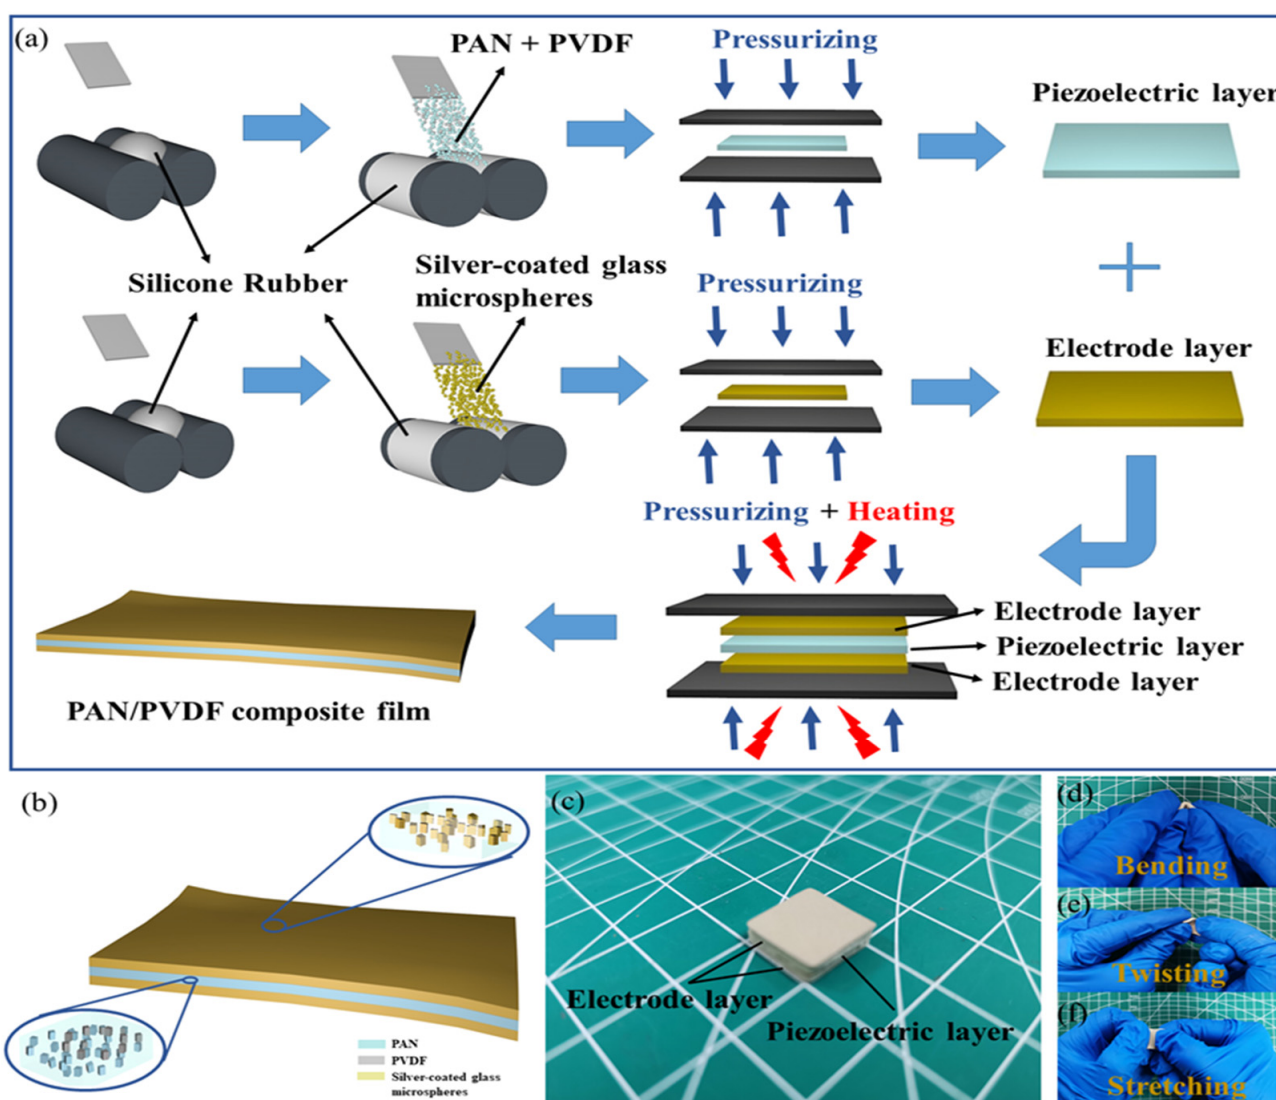 (a)
PAN + PVDF
Pressurizing
Piezoelectric layer
Silicone Rubber
Silver-coated glass
microspheres
Pressurizing
Electrode layer
Pressurizing + Heating
Electrode layer
Piezoelectric layer
Electrode layer
PAN/PVDF composite film
(b)
PAN
PVDF
Silver-coated glass
microspheres
(c)
Electrode layer
Piezoelectric layer
(d)
Bending
(e)
Twisting
(f)
Stretching